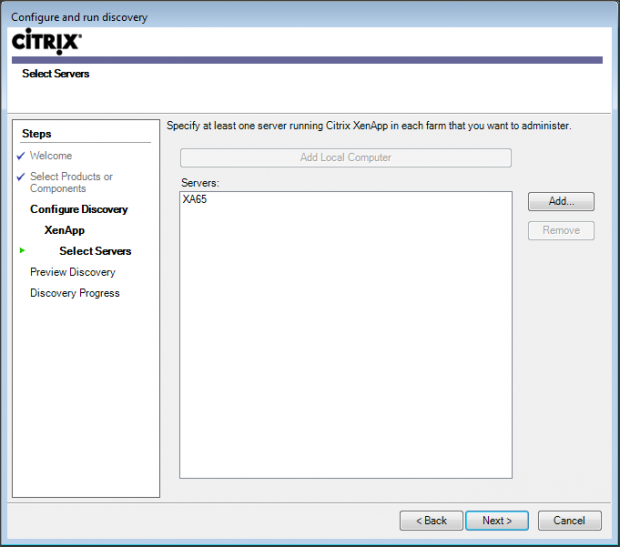 Configure and run discovery
CİTRIX
Select Servers
Steps
Welcome
Select Products or
Components
Configure Discovery
XenApp
Select Servers
Preview Discovery
Discovery Progress
Specify at least one server running Citrix XenApp in each farm that you want to administer.
Add Local Computer
Servers:
XA65
Add...
Remove
< Back
Next >
Cancel